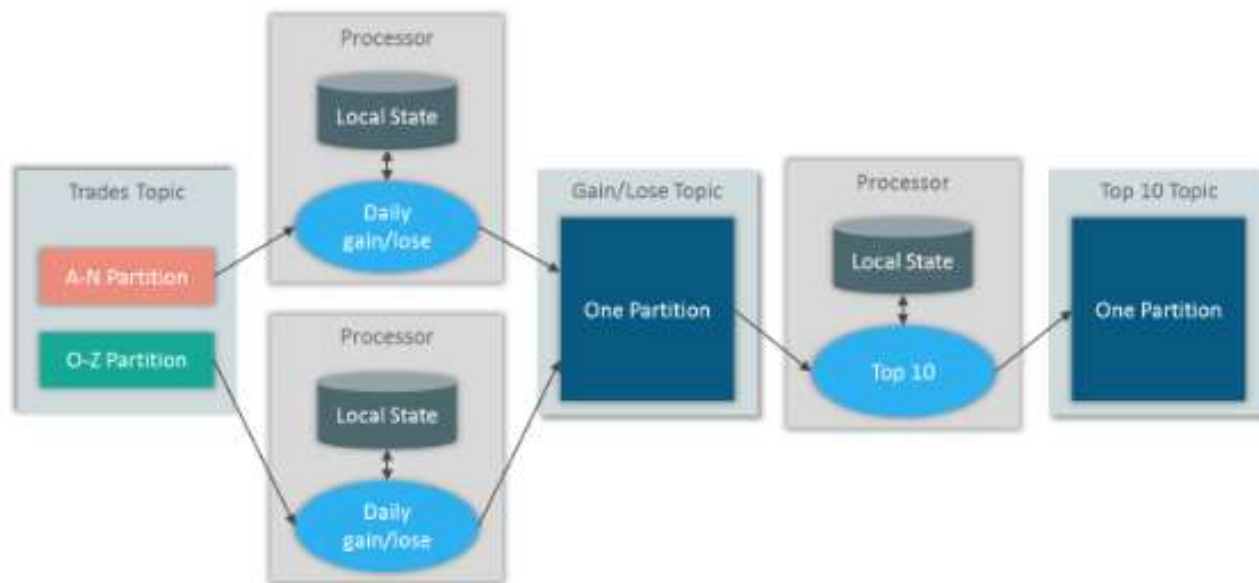 Processor
Local State
Daily
gain/lose
Trades Topic
A-N Partition
O-Z Partition
Processor
Local State
Daily
gain/lose
Gain/Lose Topic
One Partition
Processor
Local State
Top 10
Top 10 Topic
One Partition